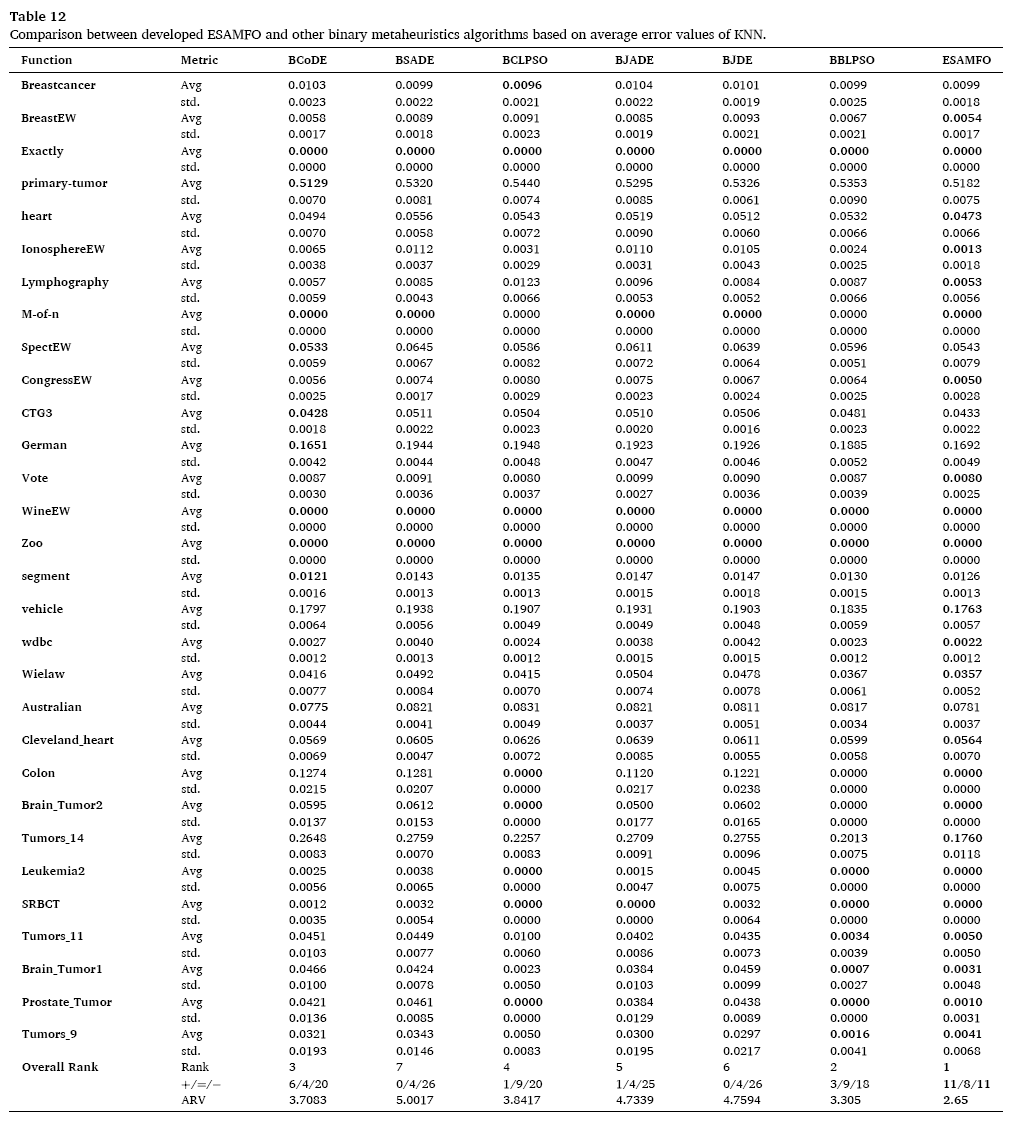 Table 12
Comparison between developed ESAMFO and other binary metaheuristics algorithms based on average error values of KNN.
Function Metric BCoDE BSADE BCLPSO BJADE BJDE BBLPSO ESAMFO
Breastcancer Avg 0.0103 0.0099 0.0096 0.0104 0.0101 0.0099 0.0099
std. 0.0023 0.0022 0.0021 0.0022 0.0019 0.0025 0.0018
BreastEW Avg 0.0058 0.0089 0.0091 0.0085 0.0093 0.0067 0.0054
std. 0.0017 0.0018 0.0023 0.0019 0.0021 0.0021 0.0017
Exactly Avg 0.0000 0.0000 0.0000 0.0000 0.0000 0.0000 0.0000
std. 0.0000 0.0000 0.0000 0.0000 0.0000 0.0000 0.0000
primary-tumor Avg 0.5129 0.5320 0.5440 0.5295 0.5326 0.5353 0.5182
std. 0.0070 0.0081 0.0074 0.0085 0.0061 0.0090 0.0075
heart Avg 0.0494 0.0556 0.0543 0.0519 0.0512 0.0532 0.0473
std. 0.0070 0.0058 0.0072 0.0090 0.0060 0.0066 0.0066
IonosphereEW Avg 0.0065 0.0112 0.0031 0.0110 0.0105 0.0024 0.0013
std. 0.0038 0.0037 0.0029 0.0031 0.0043 0.0025 0.0018
Lymphography Avg 0.0057 0.0085 0.0123 0.0096 0.0084 0.0087 0.0053
std. 0.0059 0.0043 0.0066 0.0053 0.0052 0.0066 0.0056
M-of-n Avg 0.0000 0.0000 0.0000 0.0000 0.0000 0.0000 0.0000
std. 0.0000 0.0000 0.0000 0.0000 0.0000 0.0000 0.0000
SpectEW Avg 0.0533 0.0645 0.0586 0.0611 0.0639 0.0596 0.0543
std. 0.0059 0.0067 0.0082 0.0072 0.0064 0.0051 0.0079
CongressEW Avg 0.0056 0.0074 0.0080 0.0075 0.0067 0.0064 0.0050
std. 0.0025 0.0017 0.0029 0.0023 0.0024 0.0025 0.0028
CTG3 Avg 0.0428 0.0511 0.0504 0.0510 0.0506 0.0481 0.0433
std. 0.0018 0.0022 0.0023 0.0020 0.0016 0.0023 0.0022
German Avg 0.1651 0.1944 0.1948 0.1923 0.1926 0.1885 0.1692
std. 0.0042 0.0044 0.0048 0.0047 0.0046 0.0052 0.0049
Vote Avg 0.0087 0.0091 0.0080 0.0099 0.0090 0.0087 0.0080
std. 0.0030 0.0036 0.0037 0.0027 0.0036 0.0039 0.0025
WineEW Avg 0.0000 0.0000 0.0000 0.0000 0.0000 0.0000 0.0000
std. 0.0000 0.0000 0.0000 0.0000 0.0000 0.0000 0.0000
Zoo Avg 0.0000 0.0000 0.0000 0.0000 0.0000 0.0000 0.0000
std. 0.0000 0.0000 0.0000 0.0000 0.0000 0.0000 0.0000
segment Avg 0.0121 0.0143 0.0135 0.0147 0.0147 0.0130 0.0126
std. 0.0016 0.0013 0.0013 0.0015 0.0018 0.0015 0.0013
vehicle Avg 0.1797 0.1938 0.1907 0.1931 0.1903 0.1835 0.1763
std. 0.0064 0.0056 0.0049 0.0049 0.0048 0.0059 0.0057
wdbc Avg 0.0027 0.0040 0.0024 0.0038 0.0042 0.0023 0.0022
std. 0.0012 0.0013 0.0012 0.0015 0.0015 0.0012 0.0012
Wielaw Avg 0.0416 0.0492 0.0415 0.0504 0.0478 0.0367 0.0357
std. 0.0077 0.0084 0.0070 0.0074 0.0078 0.0061 0.0052
Australian Avg 0.0775 0.0821 0.0831 0.0821 0.0811 0.0817 0.0781
std. 0.0044 0.0041 0.0049 0.0037 0.0051 0.0034 0.0037
Cleveland_heart Avg 0.0569 0.0605 0.0626 0.0639 0.0611 0.0599 0.0564
std. 0.0069 0.0047 0.0072 0.0085 0.0055 0.0058 0.0070
Colon Avg 0.1274 0.1281 0.0000 0.1120 0.1221 0.0000 0.0000
std. 0.0215 0.0207 0.0000 0.0217 0.0238 0.0000 0.0000
Brain_Tumor2 Avg 0.0595 0.0612 0.0000 0.0500 0.0602 0.0000 0.0000
std. 0.0137 0.0153 0.0000 0.0177 0.0165 0.0000 0.0000
Tumors_14 Avg 0.2648 0.2759 0.2257 0.2709 0.2755 0.2013 0.1760
std. 0.0083 0.0070 0.0083 0.0091 0.0096 0.0075 0.0118
Leukemia2 Avg 0.0025 0.0038 0.0000 0.0015 0.0045 0.0000 0.0000
std. 0.0056 0.0065 0.0000 0.0047 0.0075 0.0000 0.0000
SRBCT Avg 0.0012 0.0032 0.0000 0.0000 0.0032 0.0000 0.0000
std. 0.0035 0.0054 0.0000 0.0000 0.0064 0.0000 0.0000
Tumors_11 Avg 0.0451 0.0449 0.0100 0.0402 0.0435 0.0034 0.0050
std. 0.0103 0.0077 0.0060 0.0086 0.0073 0.0039 0.0050
Brain_Tumor1 Avg 0.0466 0.0424 0.0023 0.0384 0.0459 0.0007 0.0031
std. 0.0100 0.0078 0.0050 0.0103 0.0099 0.0027 0.0048
Prostate_Tumor Avg 0.0421 0.0461 0.0000 0.0384 0.0438 0.0000 0.0010
std. 0.0136 0.0085 0.0000 0.0129 0.0089 0.0000 0.0031
Tumors_9 Avg 0.0321 0.0343 0.0050 0.0300 0.0297 0.0016 0.0041
std. 0.0193 0.0146 0.0083 0.0195 0.0217 0.0041 0.0068
Overall Rank Rank 3 7 4 5 6 2 1
+/=/− 6/4/20 0/4/26 1/9/20 1/4/25 0/4/26 3/9/18 11/8/11
ARV 3.7083 5.0017 3.8417 4.7339 4.7594 3.305 2.65